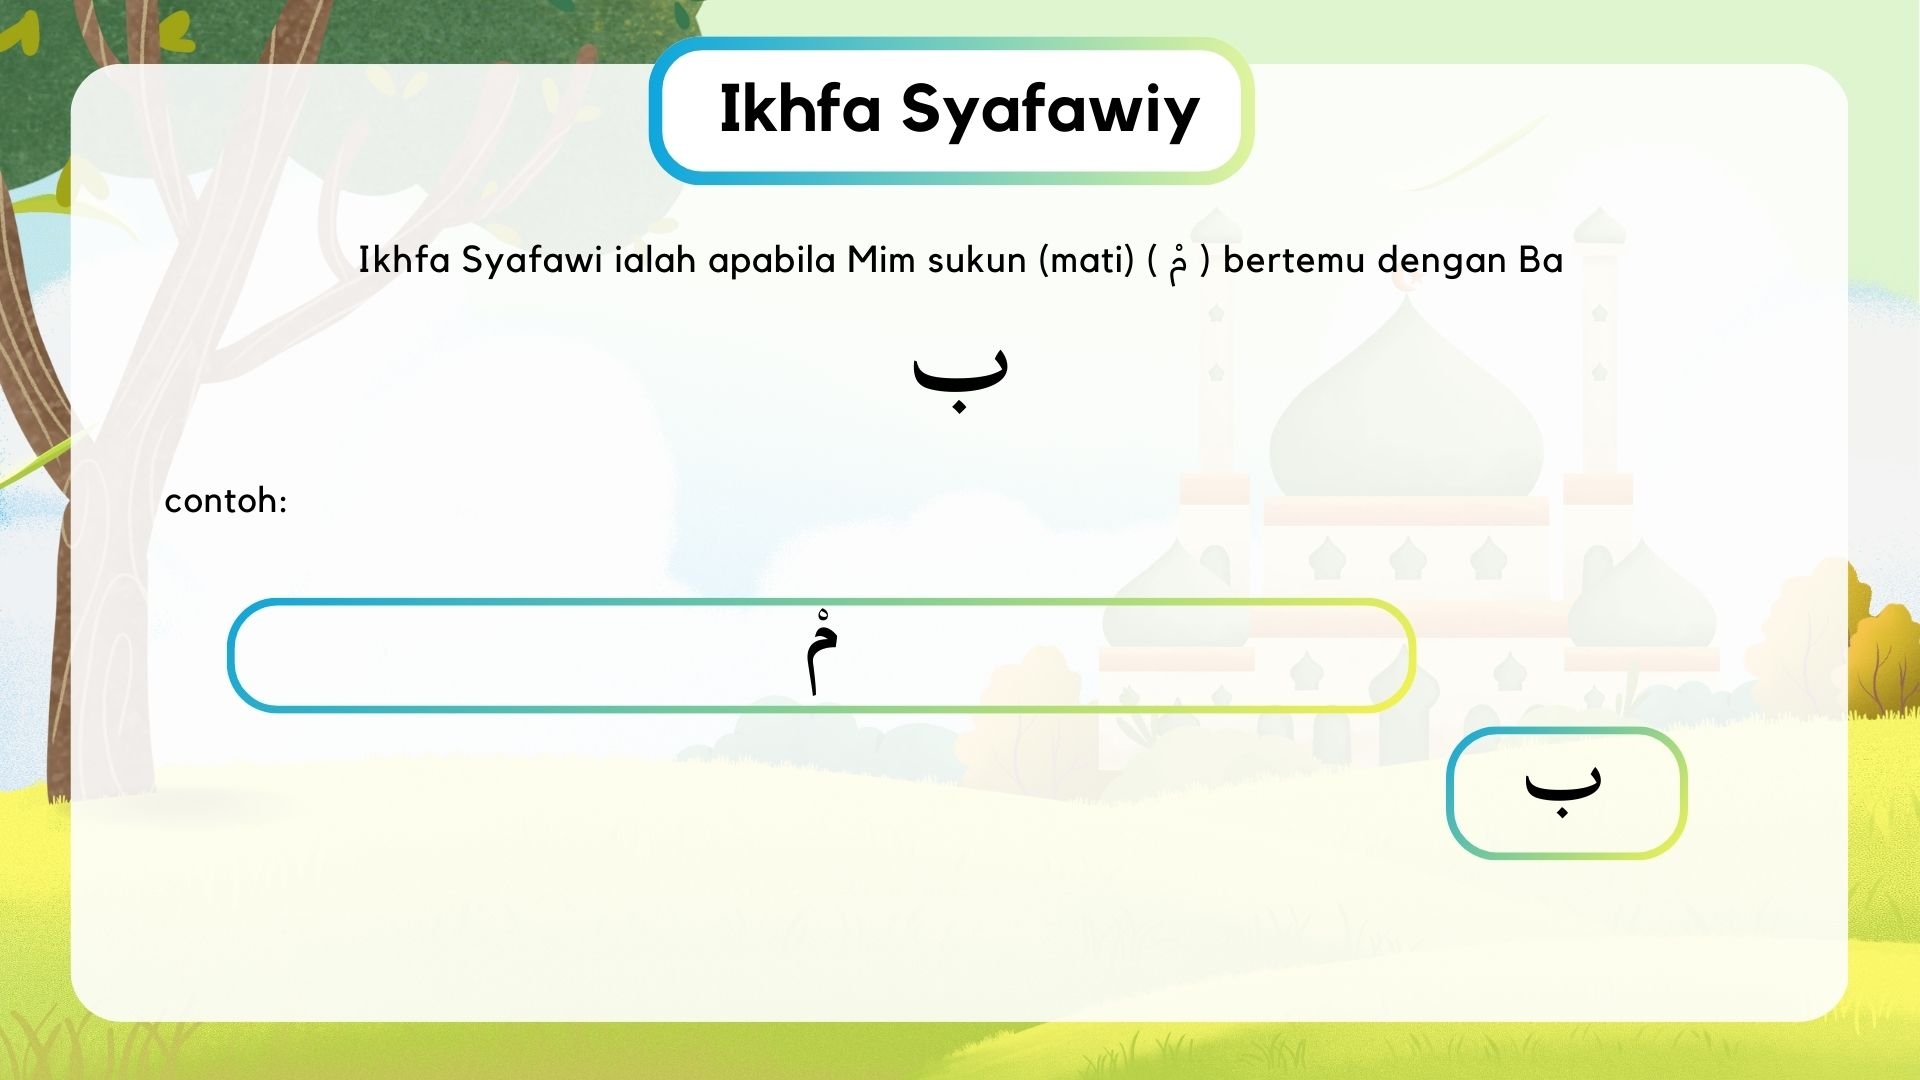 Ikhfa Syafawiy
Ikhfa Syafawi ialah apabila Mim sukun (mati) ( مْ ) bertemu dengan Ba
ب
contoh:
مْ
ب